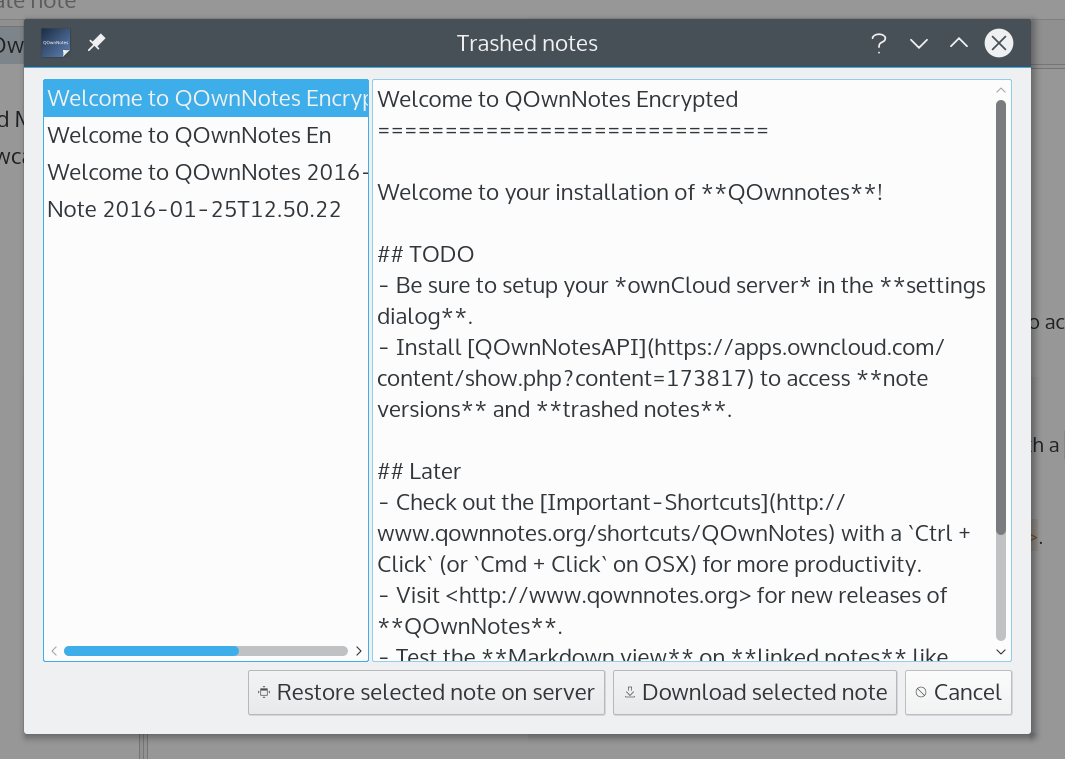 ate note
QOwnNotes
Trashed notes
Welcome to QOwnNotes Encryp
Welcome to QOwnNotes En
Welcome to QOwnNotes 2016-
Note 2016-01-25T12.50.22
Welcome to QOwnNotes Encrypted
=============================
Welcome to your installation of **QOwnnotes**!
## TODO
- Be sure to setup your *ownCloud server* in the **settings
dialog**.
- Install [QOwnNotesAPI](https://apps.owncloud.com/
content/show.php?content=173817) to access **note
versions** and **trashed notes**.
## Later
- Check out the [Important-Shortcuts](http://
www.qownnotes.org/shortcuts/QOwnNotes) with a `Ctrl +
Click` (or `Cmd + Click` on OSX) for more productivity.
- Visit <http://www.qownnotes.org> for new releases of
**QOwnNotes**.
- Test the **Markdown view** on **linked notes** like
Restore selected note on server
Download selected note
Cancel